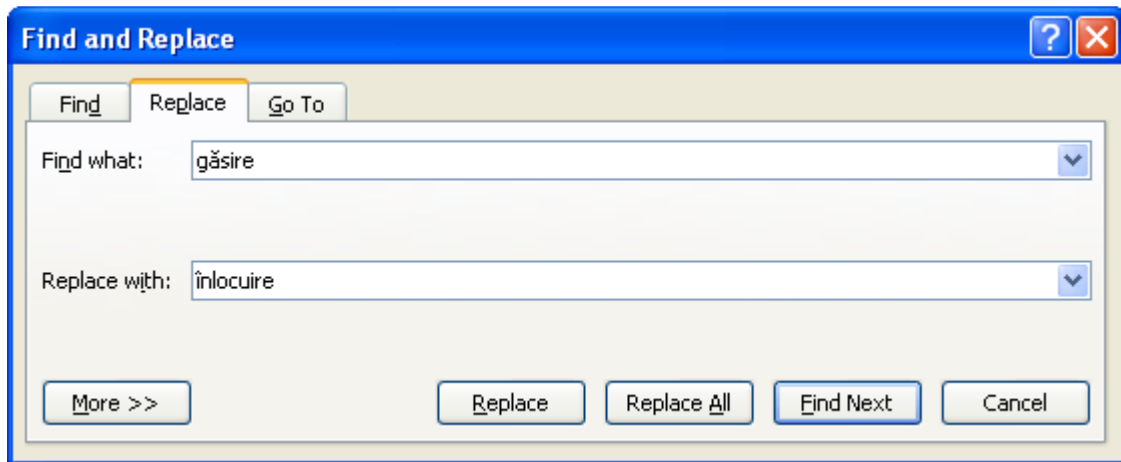 Find and Replace
Find Replace Go To
Find what: găsire
Replace with: înlocuire
More >> Replace Replace All Find Next Cancel